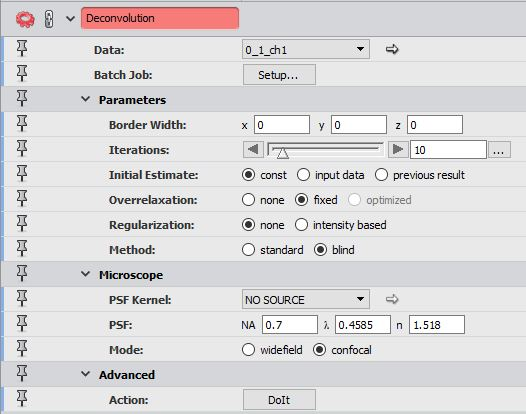 Deconvolution
Data: 0_1_ch1
Batch Job: Setup...
Parameters
Border Width: x 0 y 0 z 0
Iterations: 10 ...
Initial Estimate: const input data previous result
Overrelaxation: none fixed optimized
Regularization: none intensity based
Method: standard blind
Microscope
PSF Kernel: NO SOURCE
PSF: NA 0.7 λ 0.4585 n 1.518
Mode: widefield confocal
Advanced
Action: DoIt